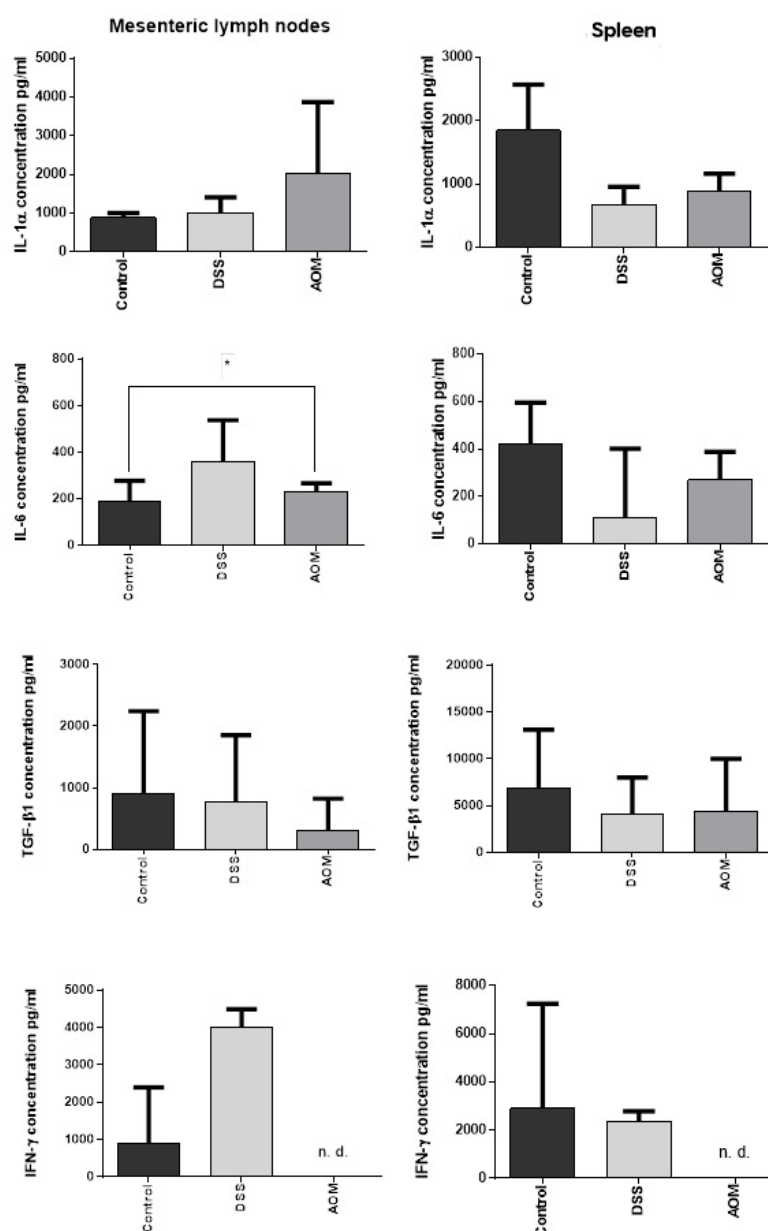 Mesenteric lymph nodes
Spleen
IL-1α concentration pg/ml
5000
4000
3000
2000
1000
0
Control
DSS
AOM
IL-1α concentration pg/ml
3000
2000
1000
0
Control
DSS
AOM
IL-6 concentration pg/ml
800
600
400
200
0
*
Control
DSS
AOM
IL-6 concentration pg/ml
800
600
400
200
0
Control
DSS
AOM
TGF-β1 concentration pg/ml
3000
2000
1000
0
Control
DSS
AOM
TGF-β1 concentration pg/ml
20000
15000
10000
5000
0
Control
DSS
AOM
IFN-γ concentration pg/ml
5000
4000
3000
2000
1000
0
n. d.
Control
DSS
AOM
IFN-γ concentration pg/ml
8000
6000
4000
2000
0
n. d.
Control
DSS
AOM